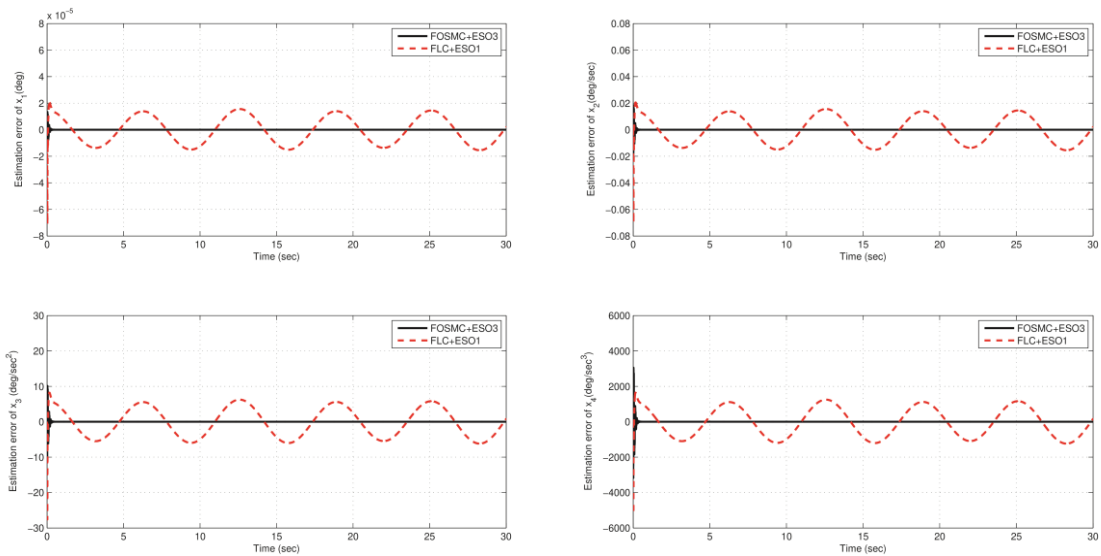 x 10⁻⁵
8
6
4
2
0
−2
−4
−6
−8
0 5 10 15 20 25 30
Time (sec)
Estimation error of x₁(deg)
FOSMC+ESO3
FLC+ESO1
0.08
0.06
0.04
0.02
0
−0.02
−0.04
−0.06
−0.08
0 5 10 15 20 25 30
Time (sec)
Estimation error of x₂(deg/sec)
FOSMC+ESO3
FLC+ESO1
30
20
10
0
−10
−20
−30
0 5 10 15 20 25 30
Time (sec)
Estimation error of x₃ (deg/sec²)
FOSMC+ESO3
FLC+ESO1
6000
4000
2000
0
−2000
−4000
−6000
0 5 10 15 20 25 30
Time (sec)
Estimation error of x₄(deg/sec³)
FOSMC+ESO3
FLC+ESO1